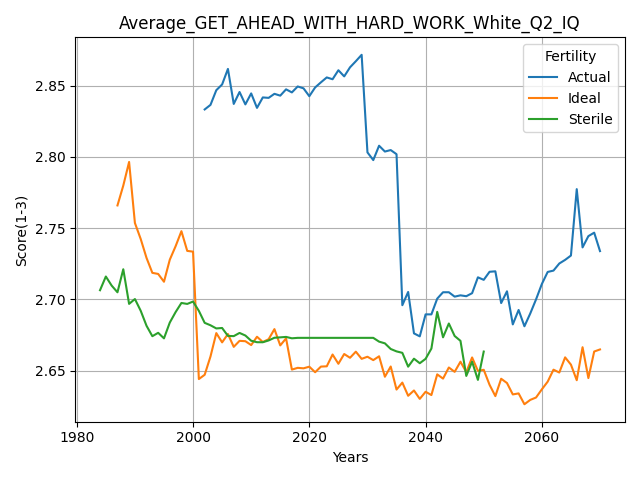 Average_GET_AHEAD_WITH_HARD_WORK_White_Q2_IQ
Fertility
Actual
Ideal
Sterile
Score(1-3)
2.85
2.80
2.75
2.70
2.65
1980
2000
2020
2040
2060
Years